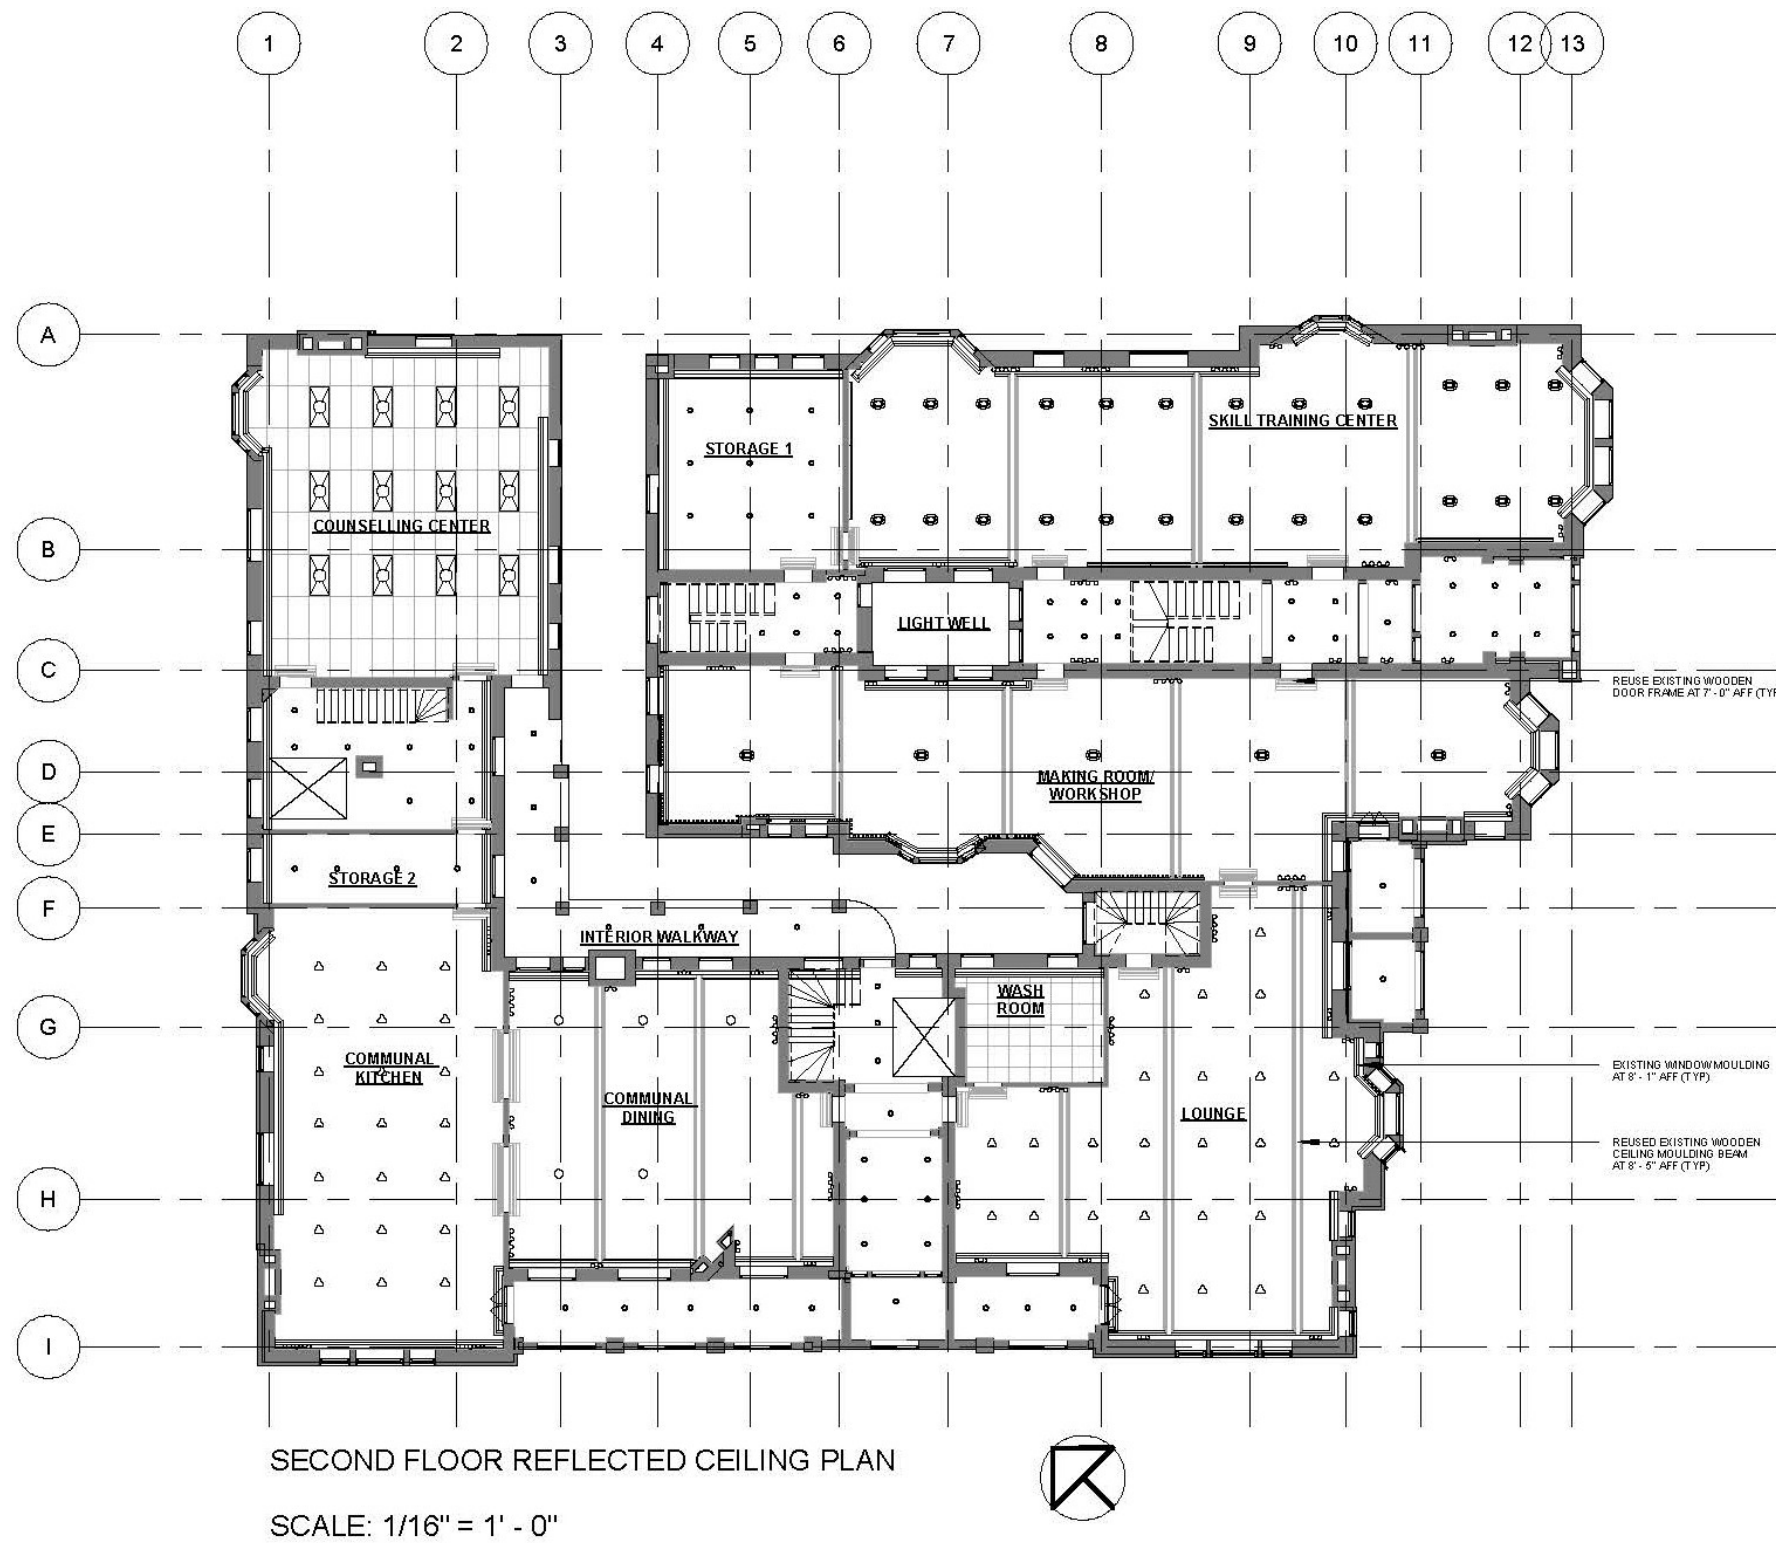 1 2 3 4 5 6 7 8 9 10 11 12 13
A
SKILL TRAINING CENTER
STORAGE 1
COUNSELLING CENTER
B
LIGHT WELL
C
REUSE EXISTING WOODEN
DOOR FRAME AT 7' - 0" AFF (TYP
D
MAKING ROOM/
WORKSHOP
E
STORAGE 2
F
INTERIOR WALKWAY
WASH
ROOM
G
COMMUNAL
KITCHEN
EXISTING WINDOW MOULDING
AT 8' - 1" AFF (TYP)
COMMUNAL
DINING
LOUNGE
REUSED EXISTING WOODEN
CEILING MOULDING BEAM
AT 8' - 5" AFF (TYP)
H
I
SECOND FLOOR REFLECTED CEILING PLAN
SCALE: 1/16" = 1' - 0"